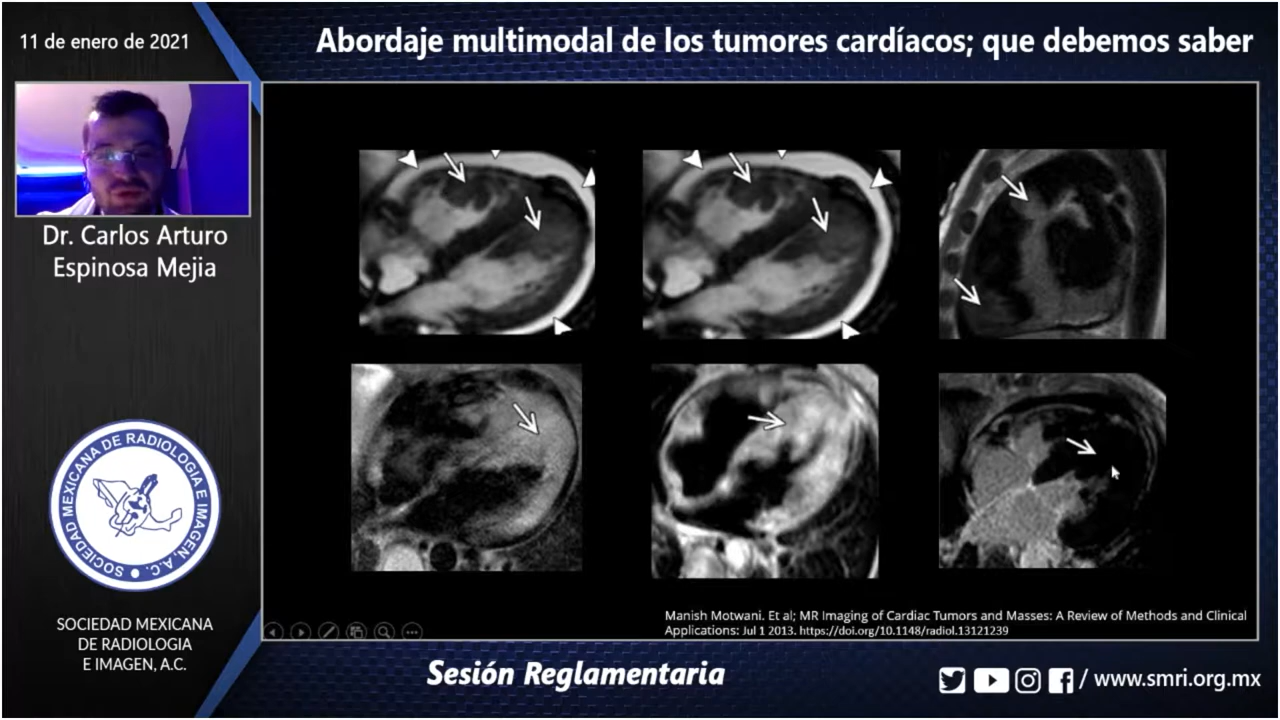 11 de enero de 2021
Abordaje multimodal de los tumores cardíacos; que debemos saber
Dr. Carlos Arturo
Espinosa Mejia
SOCIEDAD MEXICANA DE RADIOLOGIA E IMAGEN, A.C.
SOCIEDAD MEXICANA
DE RADIOLOGIA
E IMAGEN, A.C.
Manish Motwani. Et al; MR Imaging of Cardiac Tumors and Masses: A Review of Methods and Clinical
Applications: Jul 1 2013. https://doi.org/10.1148/radiol.13121239
Sesión Reglamentaria
/ www.smri.org.mx